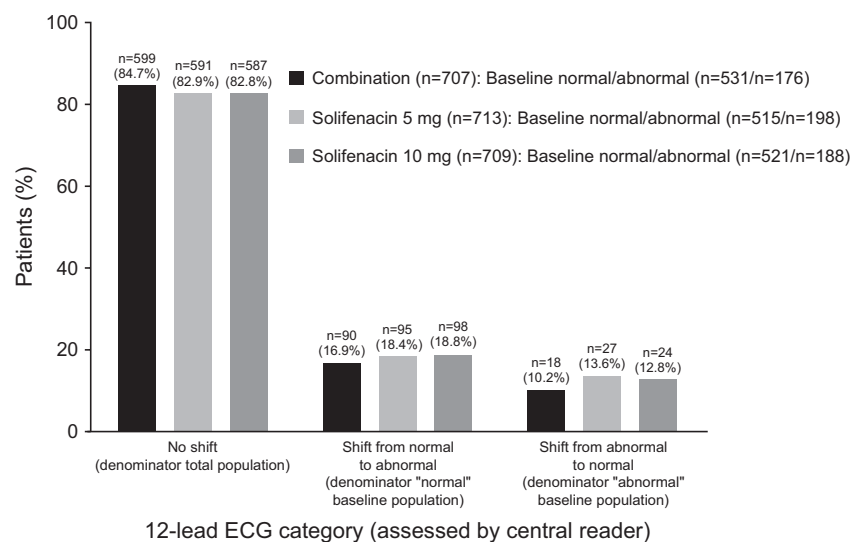 100
80
60
40
20
0
Patients (%)
n=599
(84.7%)
n=591
(82.9%)
n=587
(82.8%)
Combination (n=707): Baseline normal/abnormal (n=531/n=176)
Solifenacin 5 mg (n=713): Baseline normal/abnormal (n=515/n=198)
Solifenacin 10 mg (n=709): Baseline normal/abnormal (n=521/n=188)
n=90
(16.9%)
n=95
(18.4%)
n=98
(18.8%)
n=18
(10.2%)
n=27
(13.6%)
n=24
(12.8%)
No shift
(denominator total population)
Shift from normal
to abnormal
(denominator "normal"
baseline population)
Shift from abnormal
to normal
(denominator "abnormal"
baseline population)
12-lead ECG category (assessed by central reader)